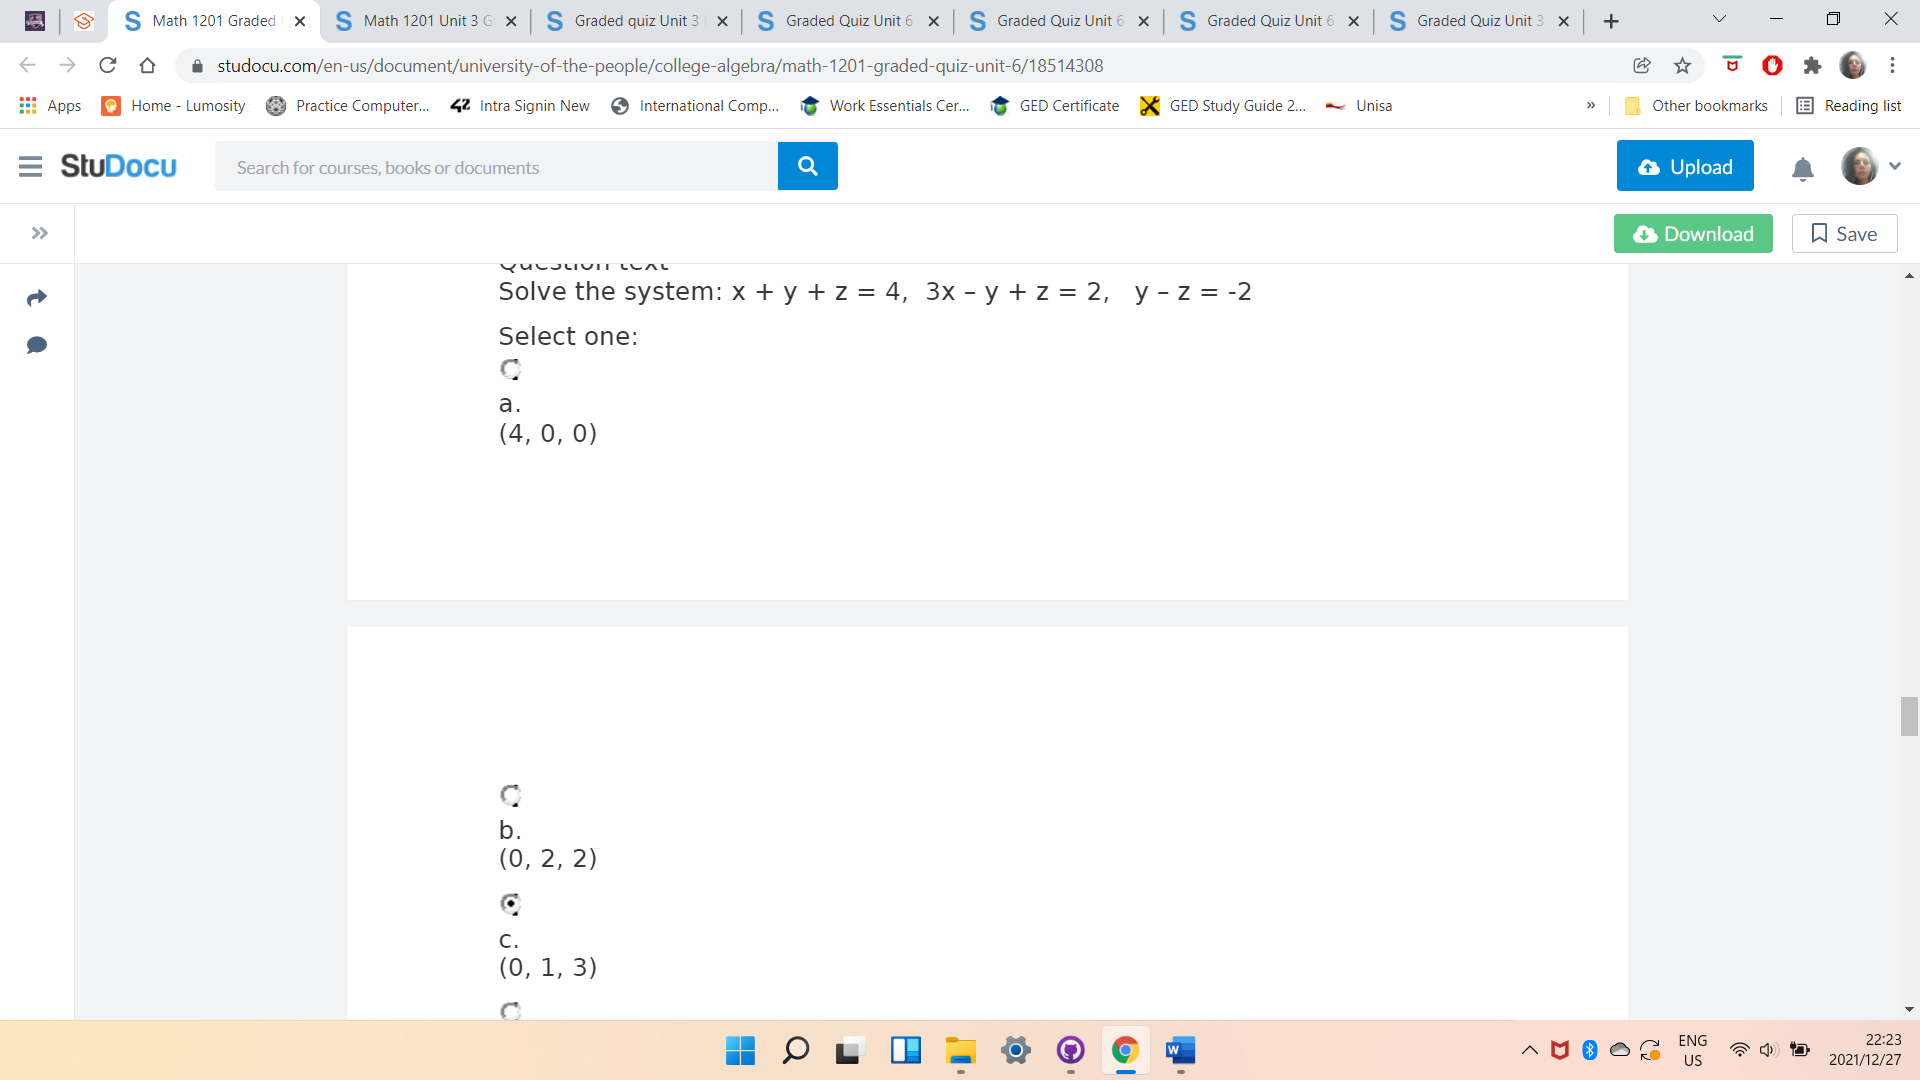 Math 1201 Graded
Math 1201 Unit 3 G
Graded quiz Unit 3
Graded Quiz Unit 6
Graded Quiz Unit 6
Graded Quiz Unit 6
Graded Quiz Unit 3
studocu.com/en-us/document/university-of-the-people/college-algebra/math-1201-graded-quiz-unit-6/18514308
Apps
Home - Lumosity
Practice Computer...
Intra Signin New
International Comp...
Work Essentials Cer...
GED Certificate
GED Study Guide 2...
Unisa
»
Other bookmarks
Reading list
StuDocu
Search for courses, books or documents
Upload
Download
Save
Question text
Solve the system: x + y + z = 4, 3x – y + z = 2, y – z = -2
Select one:
a.
(4, 0, 0)
b.
(0, 2, 2)
c.
(0, 1, 3)
ENG
US
22:23
2021/12/27